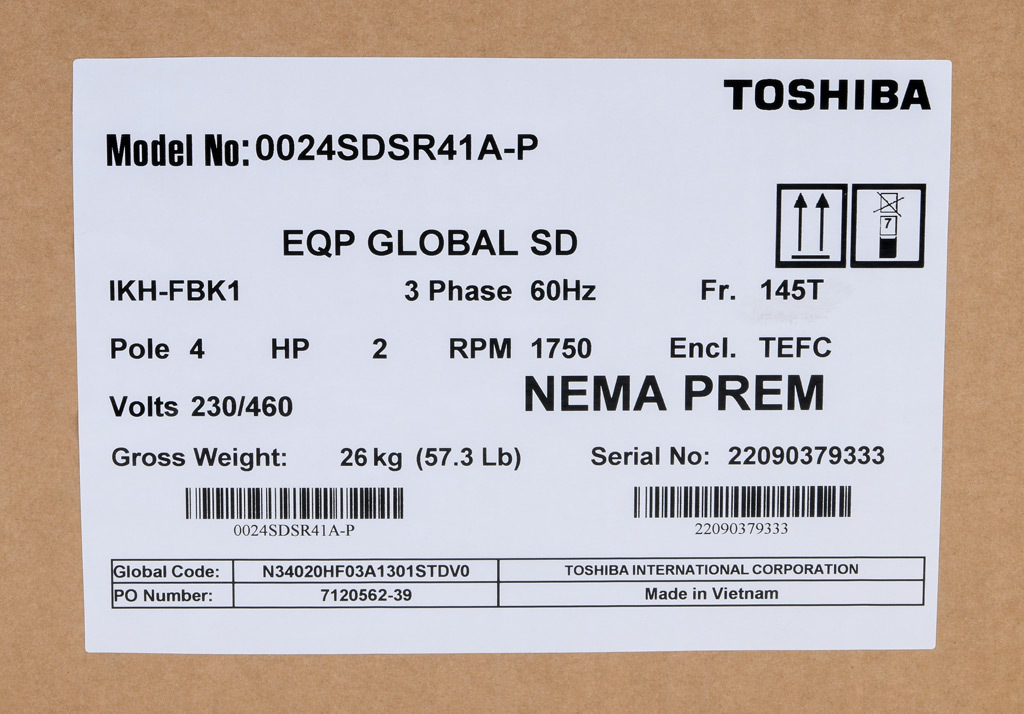 TOSHIBA
Model No: 0024SDSR41A-P
7
EQP GLOBAL SD
IKH-FBK1 3 Phase 60Hz Fr. 145T
Pole 4 HP 2 RPM 1750 Encl. TEFC
Volts 230/460 NEMA PREM
Gross Weight: 26 kg (57.3 Lb) Serial No: 22090379333
0024SDSR41A-P 22090379333
Global Code: N34020HF03A1301STDV0 TOSHIBA INTERNATIONAL CORPORATION
PO Number: 7120562-39 Made in Vietnam